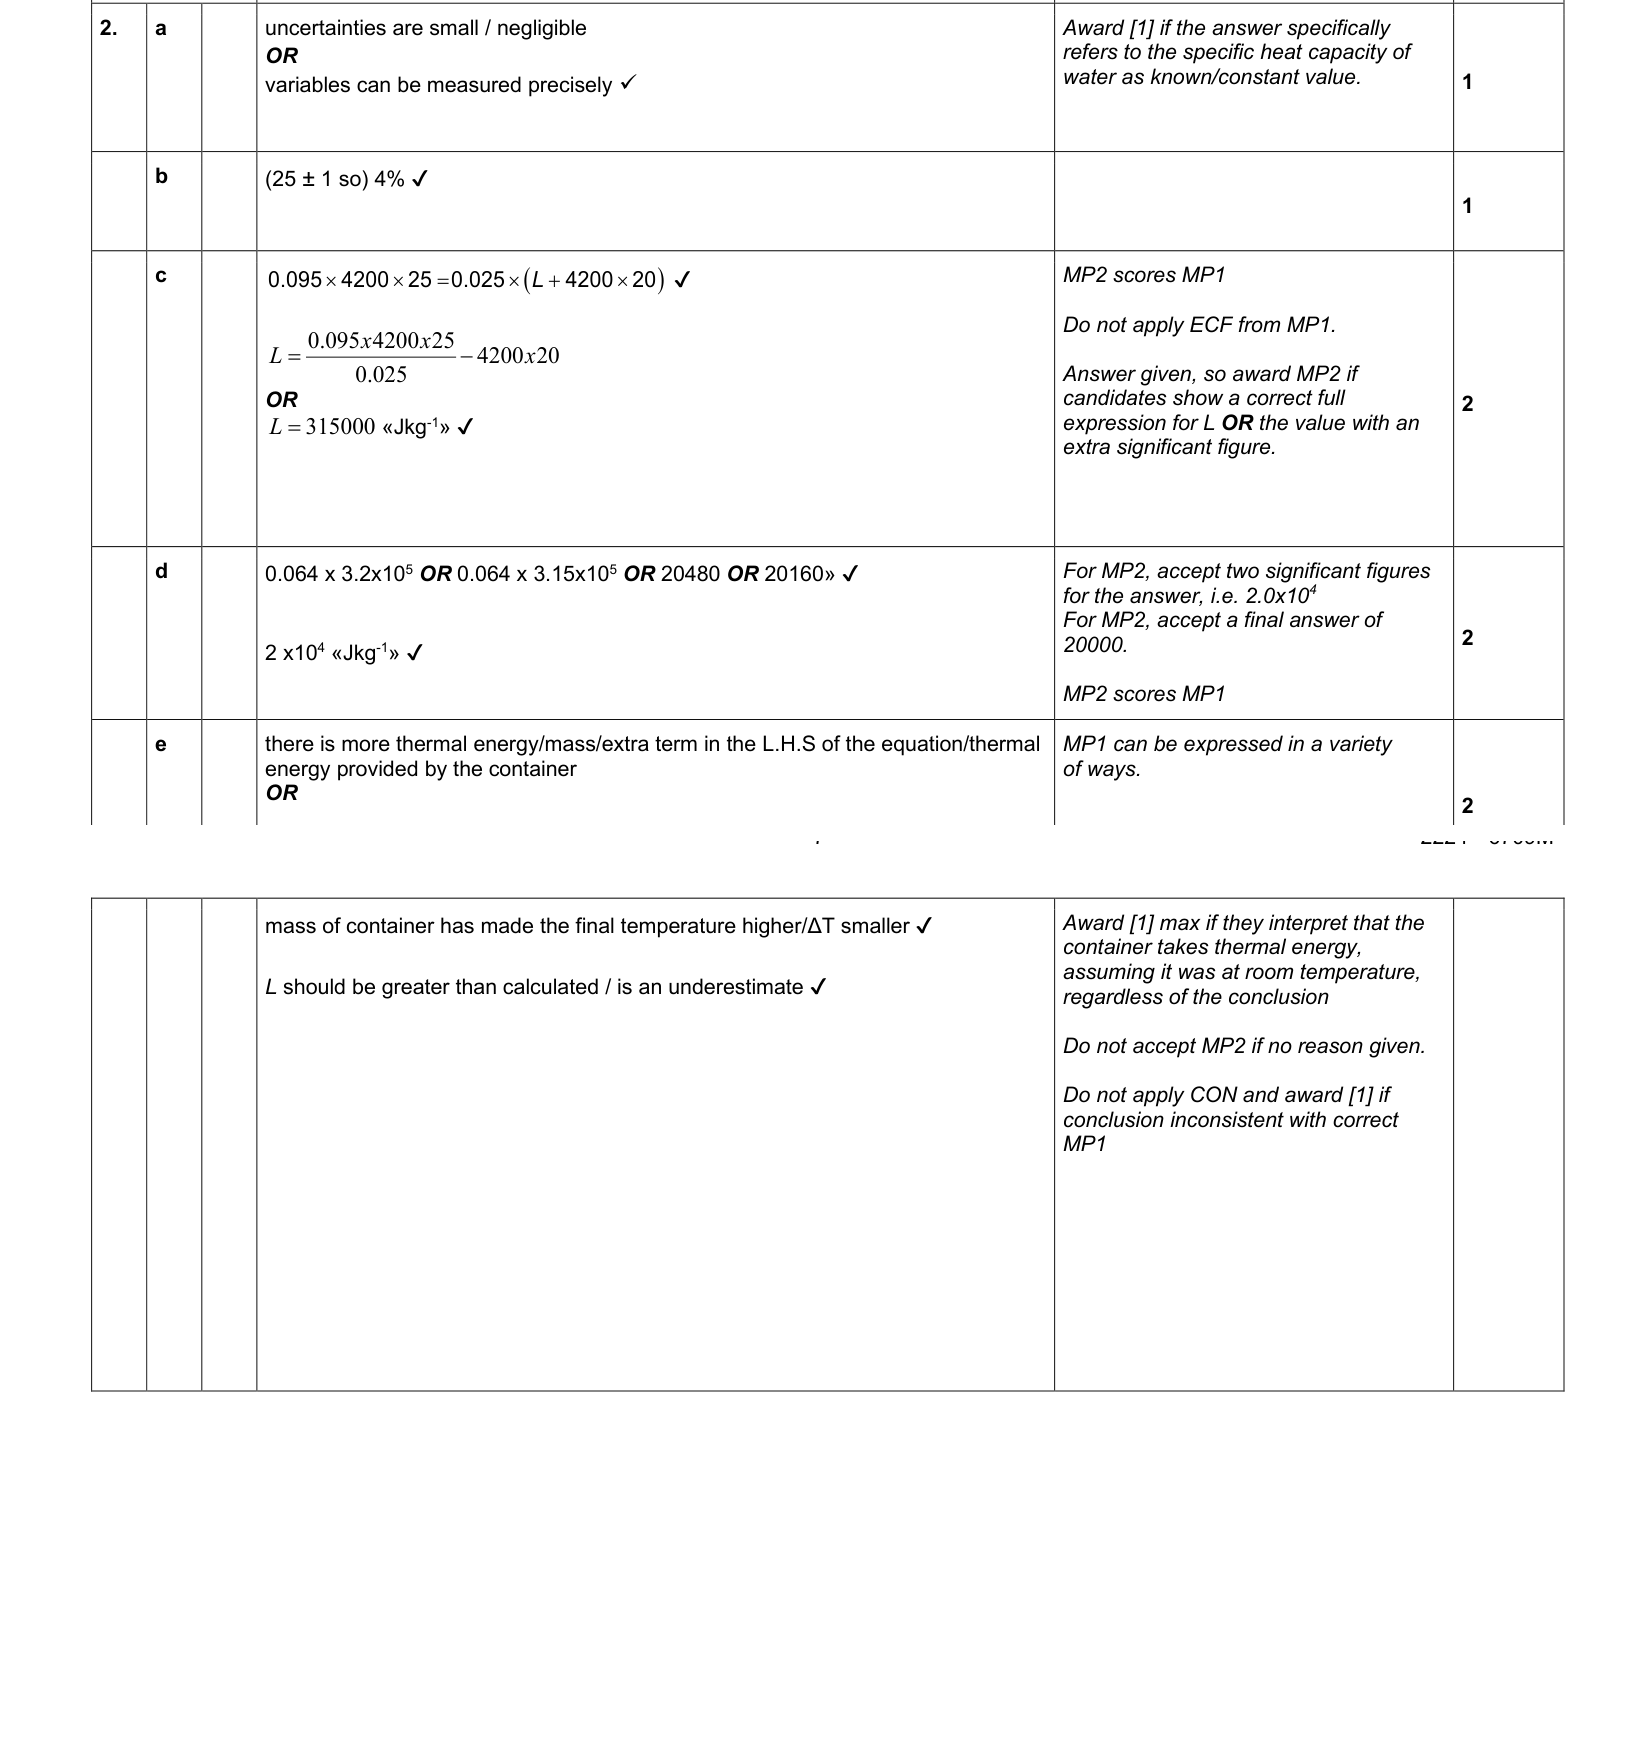 2. a uncertainties are small / negligible
OR
variables can be measured precisely ✓
Award [1] if the answer specifically
refers to the specific heat capacity of
water as known/constant value.
1
b (25 ± 1 so) 4% ✓
1
c 0.095 × 4200 × 25 = 0.025 × (L + 4200 × 20) ✓
L = 0.095x4200x25 / 0.025 − 4200x20
OR
L = 315000 «Jkg⁻¹» ✓
MP2 scores MP1
Do not apply ECF from MP1.
Answer given, so award MP2 if
candidates show a correct full
expression for L OR the value with an
extra significant figure.
2
d 0.064 x 3.2x10⁵ OR 0.064 x 3.15x10⁵ OR 20480 OR 20160» ✓
2 x10⁴ «Jkg⁻¹» ✓
For MP2, accept two significant figures
for the answer, i.e. 2.0x10⁴
For MP2, accept a final answer of
20000.
MP2 scores MP1
2
e there is more thermal energy/mass/extra term in the L.H.S of the equation/thermal
energy provided by the container
OR
MP1 can be expressed in a variety
of ways.
2
mass of container has made the final temperature higher/ΔT smaller ✓
L should be greater than calculated / is an underestimate ✓
Award [1] max if they interpret that the
container takes thermal energy,
assuming it was at room temperature,
regardless of the conclusion
Do not accept MP2 if no reason given.
Do not apply CON and award [1] if
conclusion inconsistent with correct
MP1